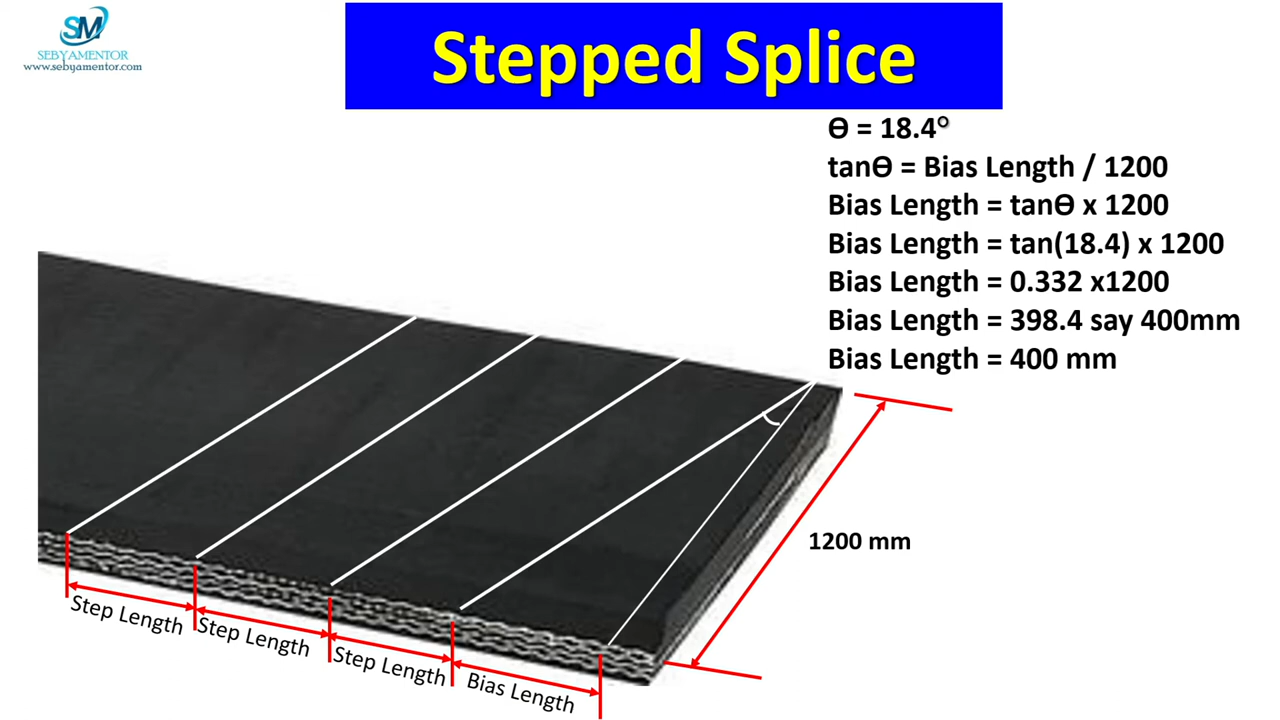 SM
SEBYAMENTOR
www.sebyamentor.com
Stepped Splice
Ɵ = 18.4°
tanƟ = Bias Length / 1200
Bias Length = tanƟ x 1200
Bias Length = tan(18.4) x 1200
Bias Length = 0.332 x1200
Bias Length = 398.4 say 400mm
Bias Length = 400 mm
1200 mm
Step Length
Step Length
Step Length
Bias Length